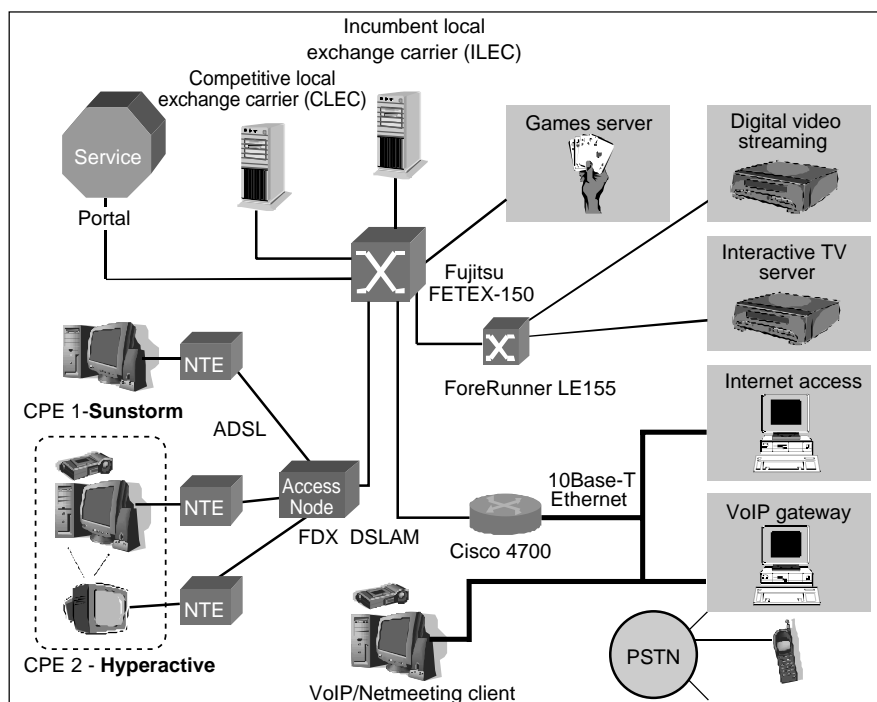 Incumbent local
exchange carrier (ILEC)
Competitive local
exchange carrier (CLEC)
Service
Portal
Games server
Digital video
streaming
Fujitsu
FETEX-150
Interactive TV
server
ForeRunner LE155
NTE
CPE 1-Sunstorm
ADSL
Internet access
NTE
Access
Node
FDX DSLAM
10Base-T
Ethernet
Cisco 4700
VoIP gateway
NTE
CPE 2 - Hyperactive
VoIP/Netmeeting client
PSTN